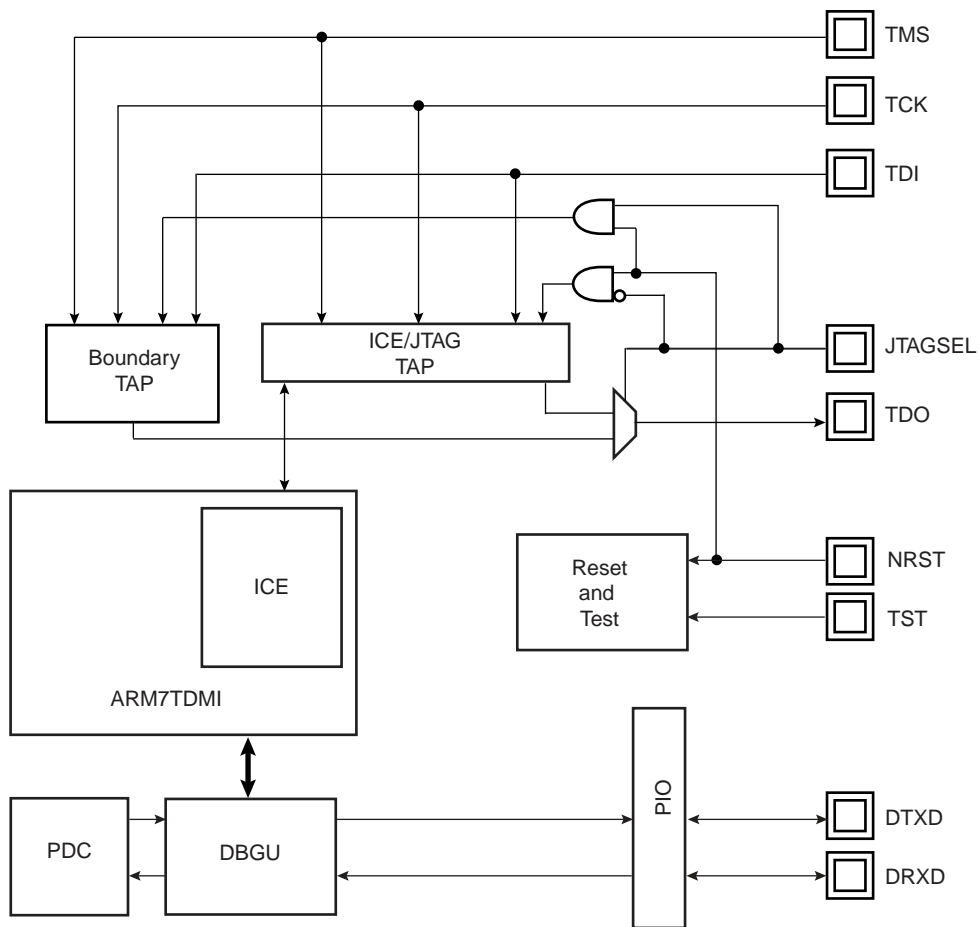 TMS
TCK
TDI
Boundary
TAP
ICE/JTAG
TAP
JTAGSEL
TDO
Reset
and
Test
NRST
TST
ICE
ARM7TDMI
PDC
DBGU
PIO
DTXD
DRXD